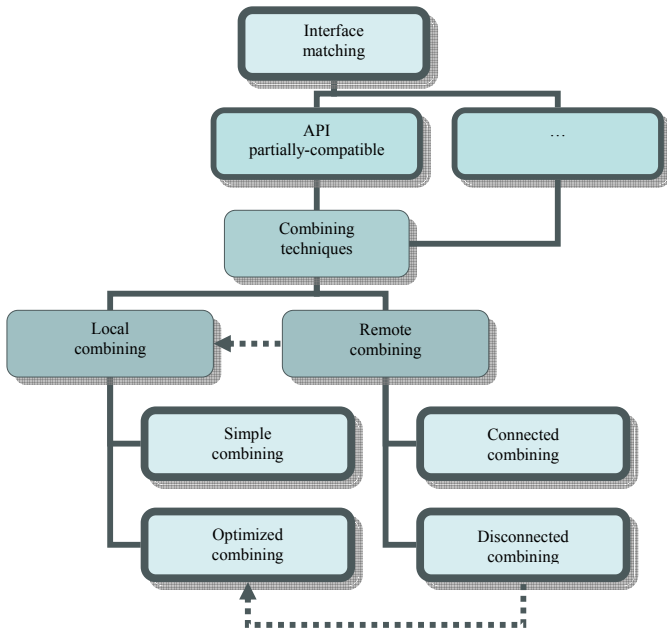 Interface
matching
API
partially-compatible
…
Combining
techniques
Local
combining
Remote
combining
Simple
combining
Connected
combining
Optimized
combining
Disconnected
combining